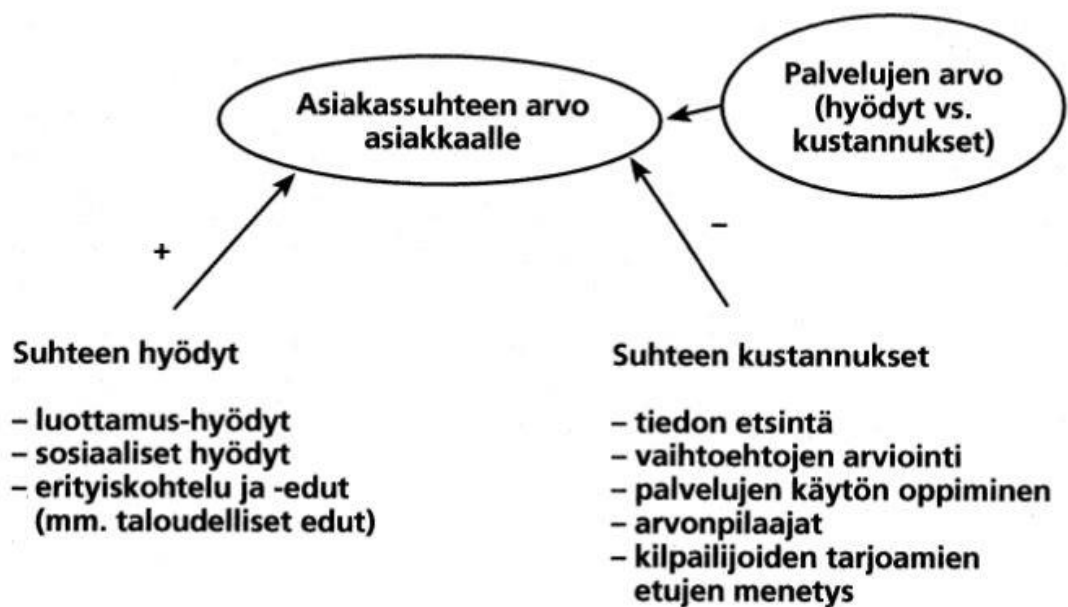 Asiakassuhteen arvo
asiakkaalle
Palvelujen arvo
(hyödyt vs.
kustannukset)
+
–
Suhteen hyödyt
– luottamus-hyödyt
– sosiaaliset hyödyt
– erityiskohtelu ja -edut
(mm. taloudelliset edut)
Suhteen kustannukset
– tiedon etsintä
– vaihtoehtojen arviointi
– palvelujen käytön oppiminen
– arvonpilaajat
– kilpailijoiden tarjoamien
etujen menetys